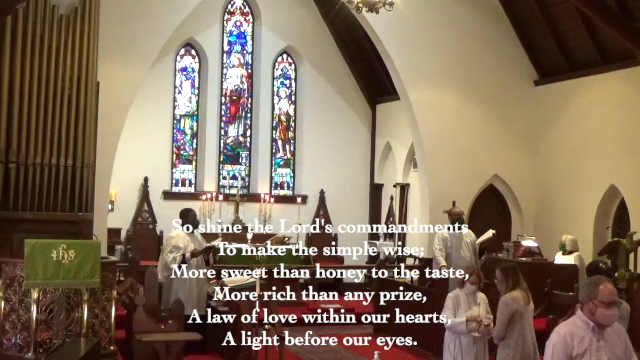 IHS
So shine the Lord's commandments
To make the simple wise;
More sweet than honey to the taste,
More rich than any prize,
A law of love within our hearts,
A light before our eyes.